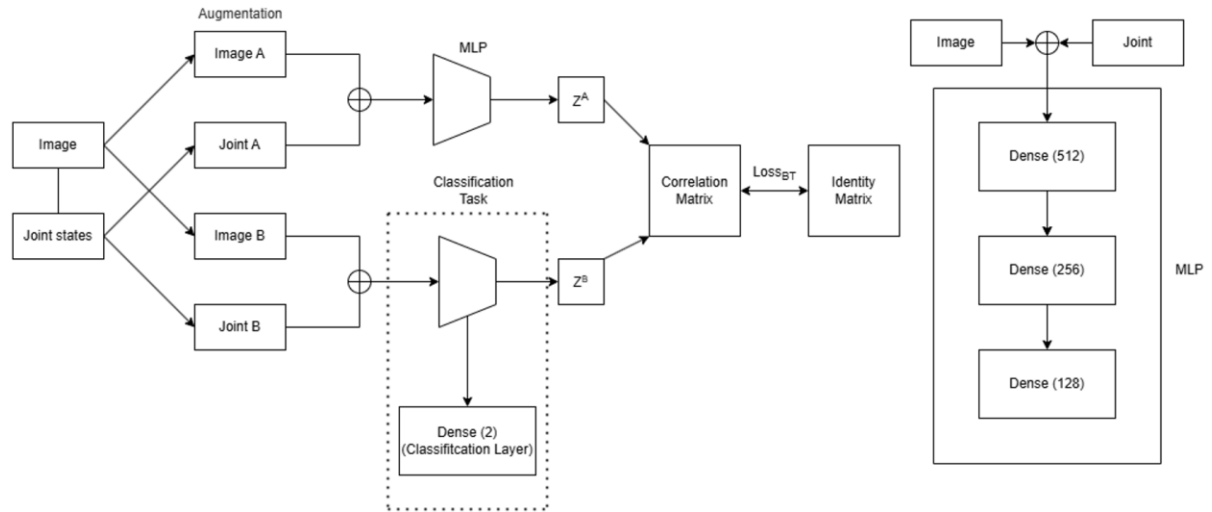 Augmentation
Image A
Joint A
Image
Joint states
Image B
Joint B
MLP
Z^A
Classification
Task
Z^B
Dense (2)
(Classifitcation Layer)
Correlation
Matrix
Loss_BT
Identity
Matrix
Image
Joint
Dense (512)
Dense (256)
Dense (128)
MLP